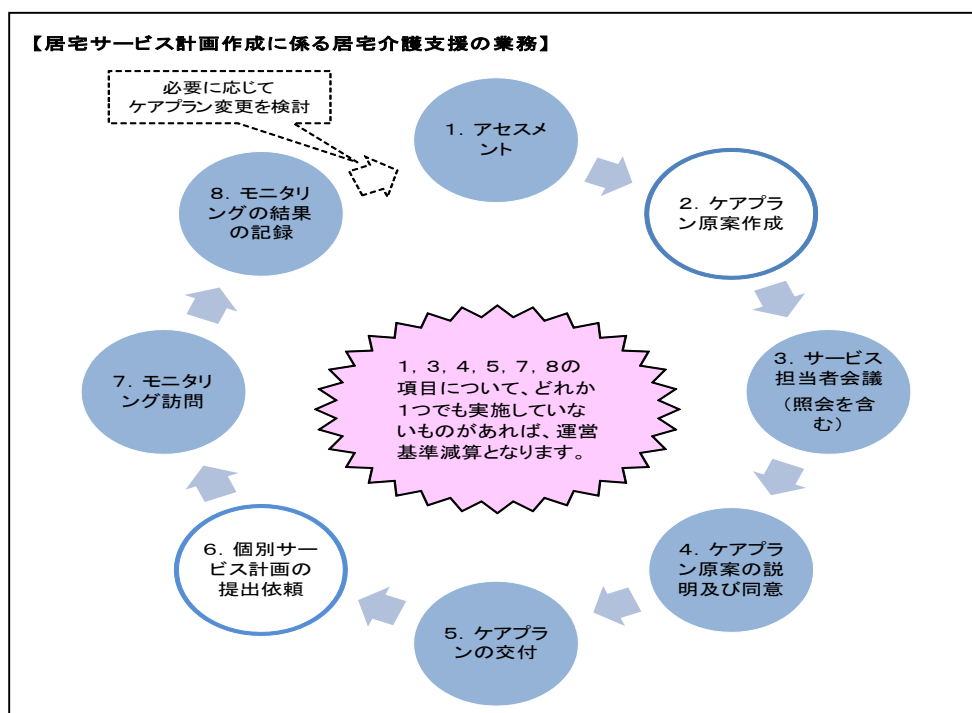 【居宅サービス計画作成に係る居宅介護支援の業務】
必要に応じて
ケアプラン変更を検討
1．アセスメ
ント
2．ケアプラ
ン原案作成
3．サービス
担当者会議
（照会を含
む）
4．ケアプラ
ン原案の説
明及び同意
5．ケアプラ
ンの交付
6．個別サー
ビス計画の
提出依頼
7．モニタリ
ング訪問
8．モニタリ
ングの結果
の記録
1，3，4，5，7，8の
項目について、どれか
1つでも実施していな
いものがあれば、運営
基準減算となります。